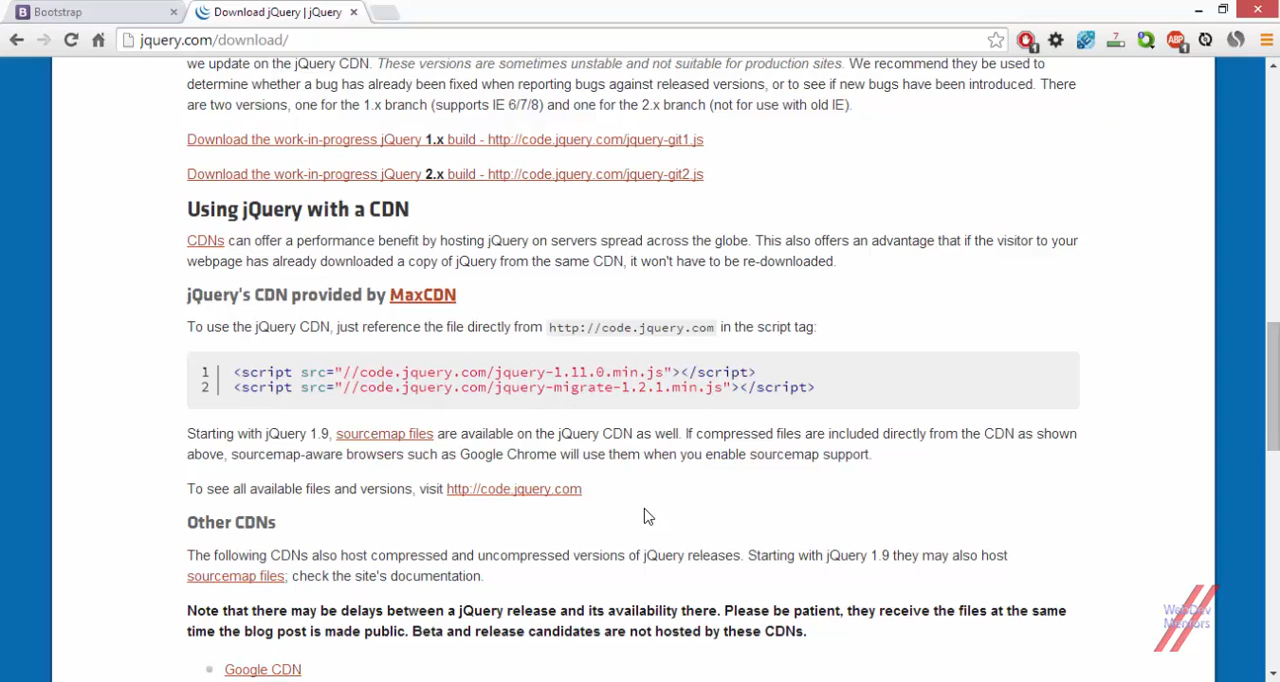 Bootstrap
Download jQuery | jQuery
jquery.com/download/
1
7
1
we update on the jQuery CDN. These versions are sometimes unstable and not suitable for production sites. We recommend they be used to
determine whether a bug has already been fixed when reporting bugs against released versions, or to see if new bugs have been introduced. There
are two versions, one for the 1.x branch (supports IE 6/7/8) and one for the 2.x branch (not for use with old IE).
Download the work-in-progress jQuery 1.x build - http://code.jquery.com/jquery-git1.js
Download the work-in-progress jQuery 2.x build - http://code.jquery.com/jquery-git2.js
Using jQuery with a CDN
CDNs can offer a performance benefit by hosting jQuery on servers spread across the globe. This also offers an advantage that if the visitor to your
webpage has already downloaded a copy of jQuery from the same CDN, it won't have to be re-downloaded.
jQuery's CDN provided by MaxCDN
To use the jQuery CDN, just reference the file directly from http://code.jquery.com in the script tag:
1 <script src="//code.jquery.com/jquery-1.11.0.min.js"></script>
2 <script src="//code.jquery.com/jquery-migrate-1.2.1.min.js"></script>
Starting with jQuery 1.9, sourcemap files are available on the jQuery CDN as well. If compressed files are included directly from the CDN as shown
above, sourcemap-aware browsers such as Google Chrome will use them when you enable sourcemap support.
To see all available files and versions, visit http://code.jquery.com
Other CDNs
The following CDNs also host compressed and uncompressed versions of jQuery releases. Starting with jQuery 1.9 they may also host
sourcemap files; check the site's documentation.
Note that there may be delays between a jQuery release and its availability there. Please be patient, they receive the files at the same
time the blog post is made public. Beta and release candidates are not hosted by these CDNs.
Google CDN
WebDev
Mentors